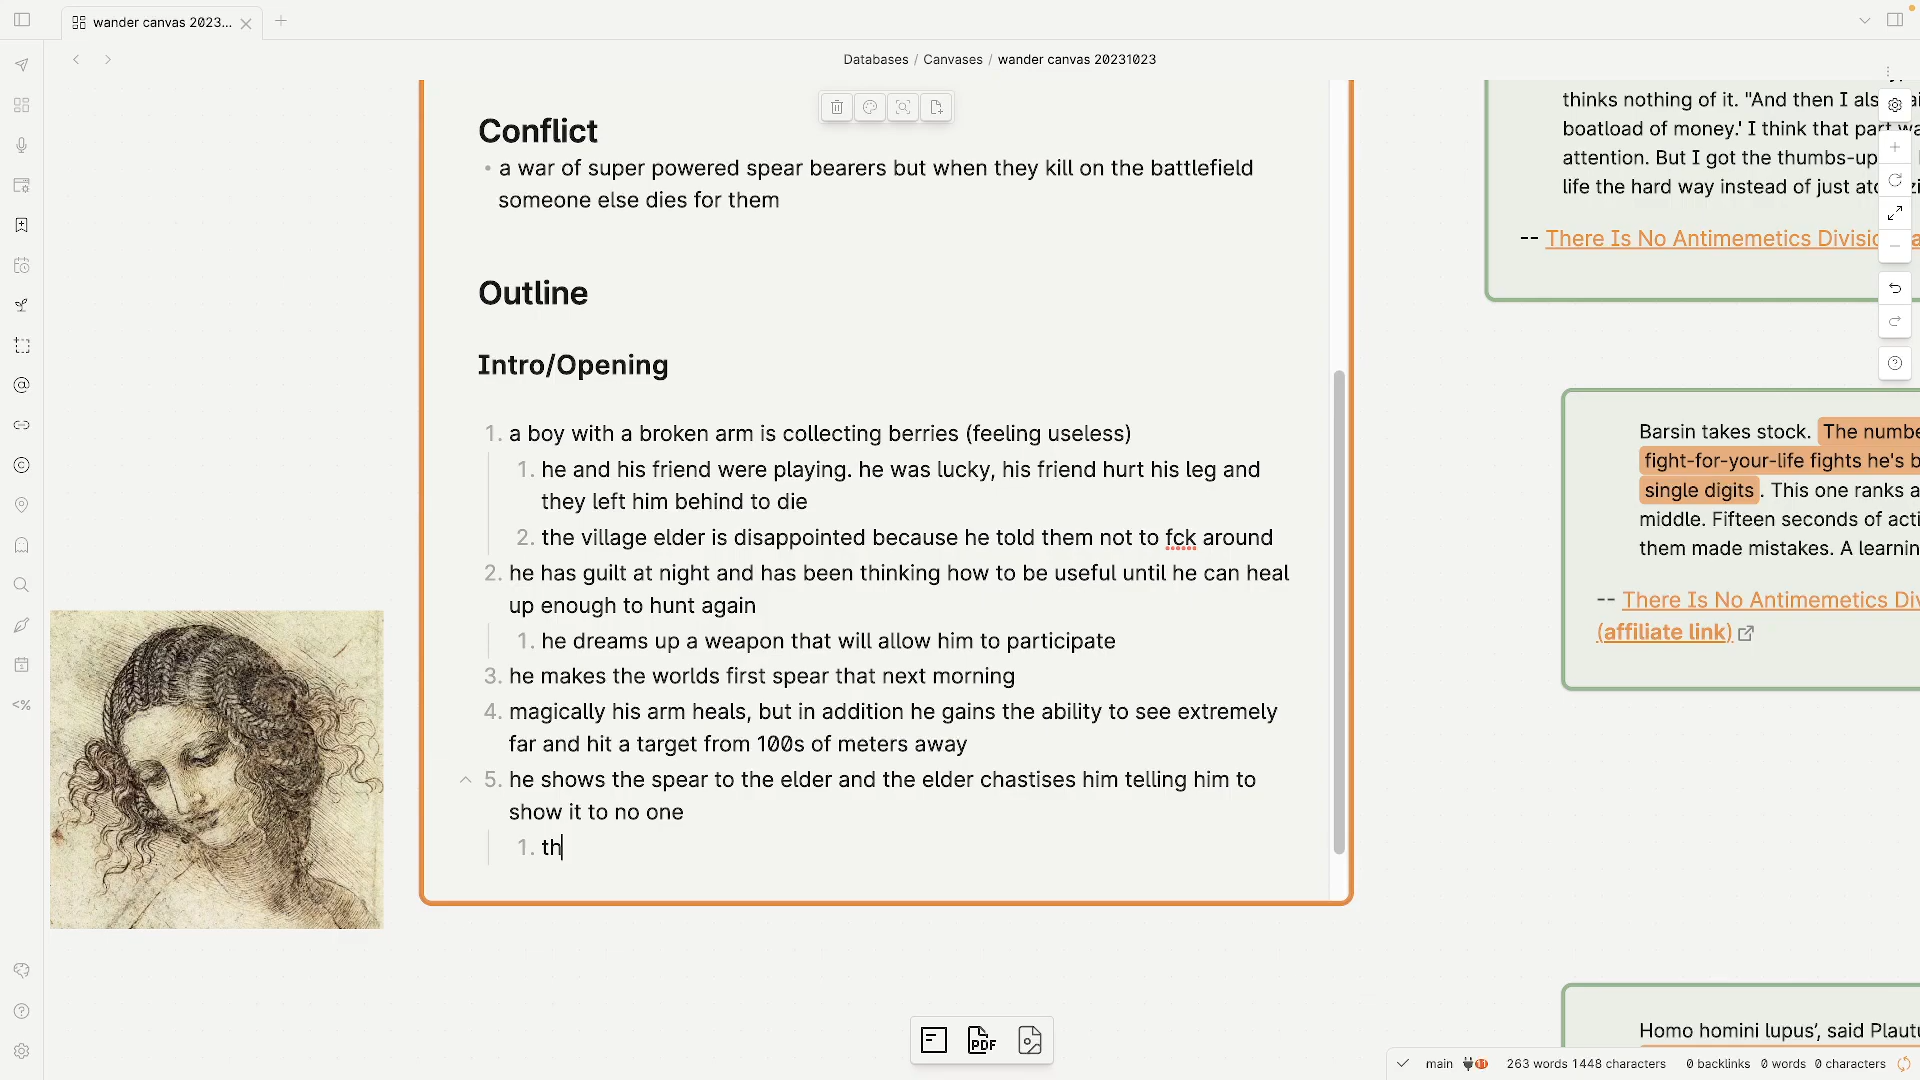 wander canvas 2023...
Databases / Canvases / wander canvas 20231023
Conflict
• a war of super powered spear bearers but when they kill on the battlefield
someone else dies for them
Outline
Intro/Opening
1. a boy with a broken arm is collecting berries (feeling useless)
1. he and his friend were playing. he was lucky, his friend hurt his leg and
they left him behind to die
2. the village elder is disappointed because he told them not to fck around
2. he has guilt at night and has been thinking how to be useful until he can heal
up enough to hunt again
1. he dreams up a weapon that will allow him to participate
3. he makes the worlds first spear that next morning
4. magically his arm heals, but in addition he gains the ability to see extremely
far and hit a target from 100s of meters away
5. he shows the spear to the elder and the elder chastises him telling him to
show it to no one
1. th
thinks nothing of it. "And then I als
boatload of money.' I think that part wa
attention. But I got the thumbs-up
life the hard way instead of just
-- There Is No Antimemetics
Barsin takes stock. The numbe
fight-for-your-life fights he's b
single digits. This one ranks a
middle. Fifteen seconds of acti
them made mistakes. A learnin
-- There Is No Antimemetics Div
(affiliate link)
Homo homini lupus', said Plautu
PDF
<%
main
263 words 1448 characters
0 backlinks
0 words
0 characters